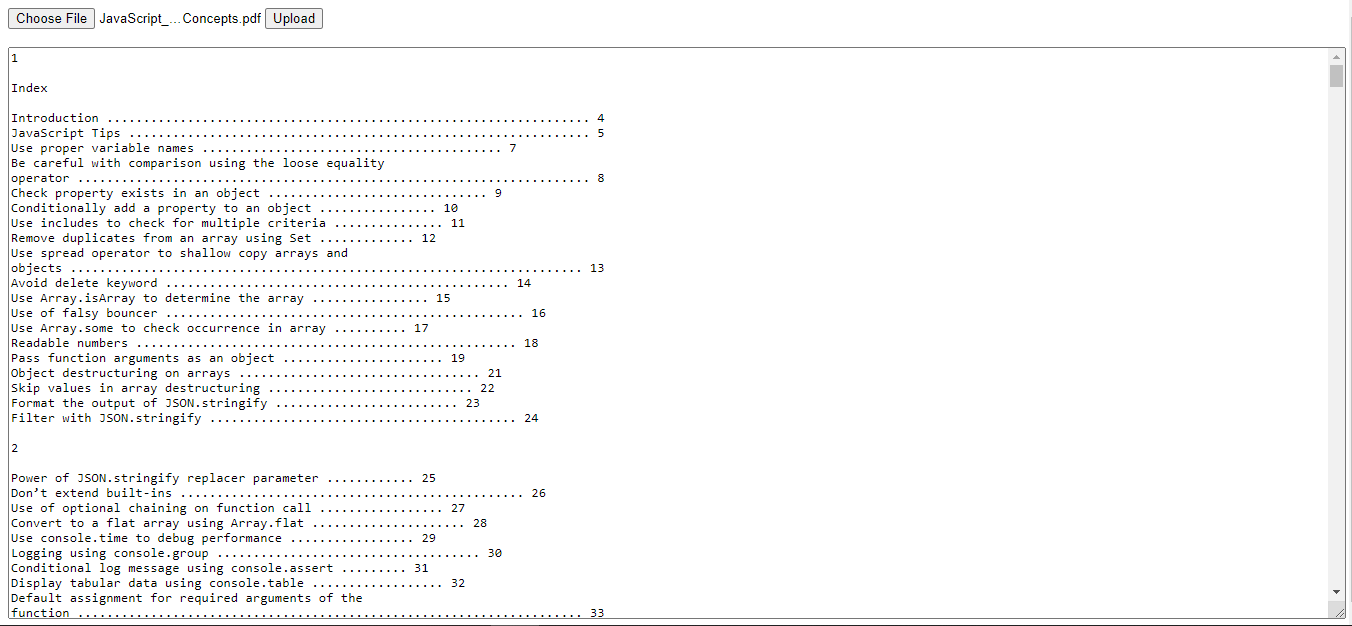 Choose File JavaScript_...Concepts.pdf Upload
1
Index
Introduction .................................................................. 4
JavaScript Tips ............................................................... 5
Use proper variable names ......................................... 7
Be careful with comparison using the loose equality
operator ...................................................................... 8
Check property exists in an object .............................. 9
Conditionally add a property to an object ................ 10
Use includes to check for multiple criteria ............... 11
Remove duplicates from an array using Set ............. 12
Use spread operator to shallow copy arrays and
objects ...................................................................... 13
Avoid delete keyword ............................................... 14
Use Array.isArray to determine the array ................ 15
Use of falsy bouncer ................................................. 16
Use Array.some to check occurrence in array .......... 17
Readable numbers .................................................... 18
Pass function arguments as an object ...................... 19
Object destructuring on arrays ................................. 21
Skip values in array destructuring ............................ 22
Format the output of JSON.stringify ......................... 23
Filter with JSON.stringify .......................................... 24
2
Power of JSON.stringify replacer parameter ............ 25
Don’t extend built-ins ............................................... 26
Use of optional chaining on function call ................. 27
Convert to a flat array using Array.flat ..................... 28
Use console.time to debug performance ................. 29
Logging using console.group .................................... 30
Conditional log message using console.assert ......... 31
Display tabular data using console.table .................. 32
Default assignment for required arguments of the
function ..................................................................... 33